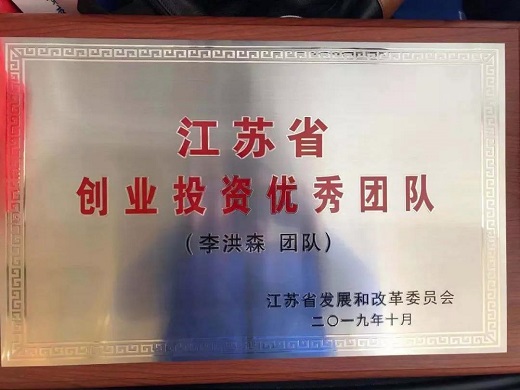 江苏省
创业投资优秀团队
（李洪森 团队）
江苏省发展和改革委员会
二〇一九年十月